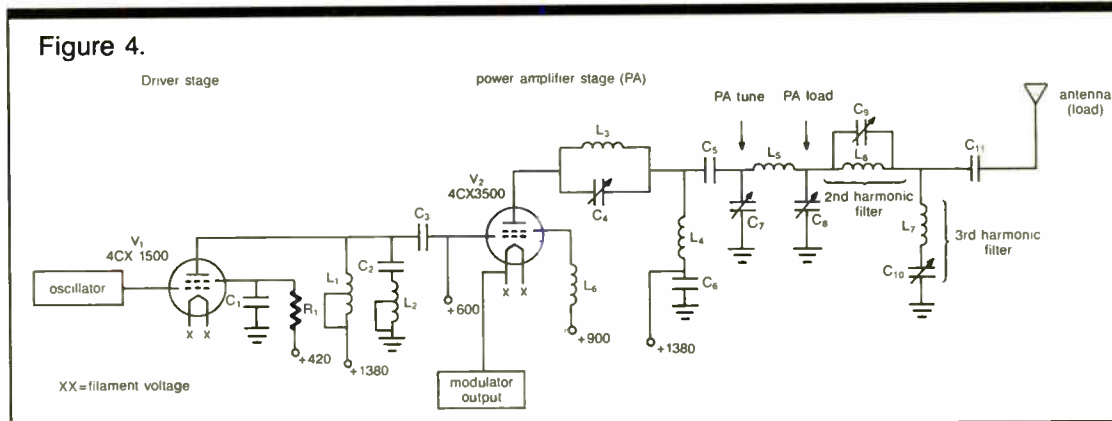 Figure 4.
Driver stage
power amplifier stage (PA)
PA tune
PA load
antenna
(load)
C9
L3
C5
L5
L6
C11
V2
4CX3500
C4
2nd harmonic
filter
C7
C8
L7
3rd harmonic
filter
V1
4CX 1500
C3
L4
C10
oscillator
C1
R1
L1
C2
L2
L6
C6
x x
x x
+600
+420
+1380
+900
+1380
XX=filament voltage
modulator
output